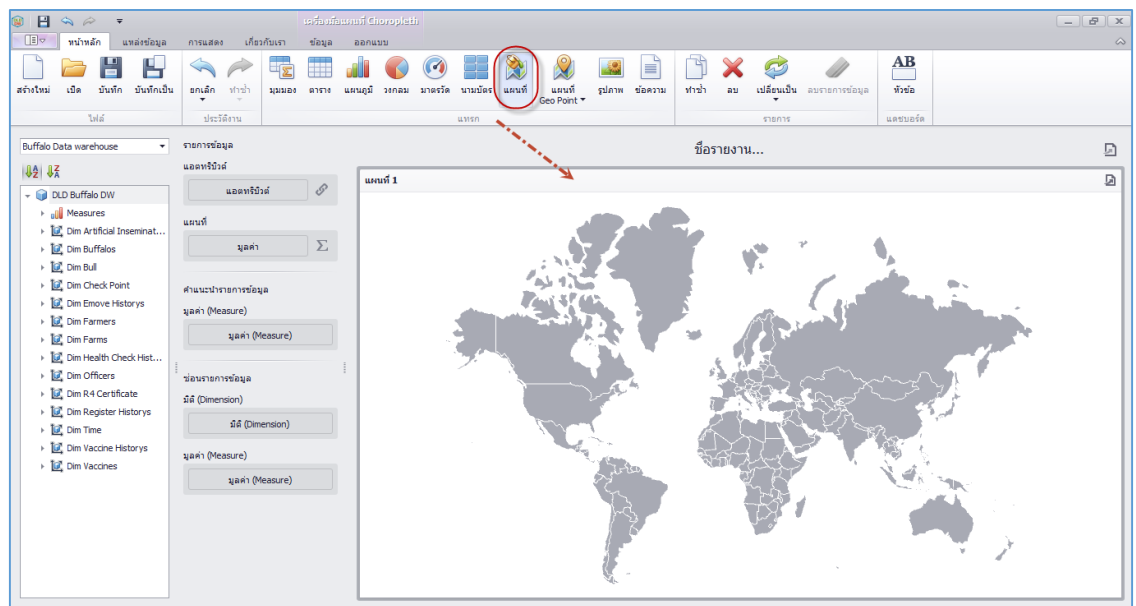 เครื่องมือแผนที่ Choropleth
หน้าหลัก แหล่งข้อมูล การแสดง เกี่ยวกับเรา ข้อมูล ออกแบบ
สร้างใหม่ เปิด บันทึก บันทึกเป็น ยกเลิก ทำซ้ำ มุมมอง ตาราง แผนภูมิ วงกลม มาตรวัด นามบัตร แผนที่ แผนที่ Geo Point รูปภาพ ข้อความ ทำซ้ำ ลบ เปลี่ยนเป็น ลบรายการข้อมูล AB หัวข้อ
ไฟล์ ประวัติงาน แทรก รายการ แดชบอร์ด
Buffalo Data warehouse
DLD Buffalo DW
Measures
Dim Artificial Inseminat...
Dim Buffalos
Dim Bull
Dim Check Point
Dim Emove Historys
Dim Farmers
Dim Farms
Dim Health Check Hist...
Dim Officers
Dim R4 Certificate
Dim Register Historys
Dim Time
Dim Vaccine Historys
Dim Vaccines
รายการข้อมูล
แอตทริบิวต์
แอตทริบิวต์
แผนที่
มูลค่า
คำแนะนำรายการข้อมูล
มูลค่า (Measure)
มูลค่า (Measure)
ซ่อนรายการข้อมูล
มิติ (Dimension)
มิติ (Dimension)
มูลค่า (Measure)
มูลค่า (Measure)
ชื่อรายงาน...
แผนที่ 1